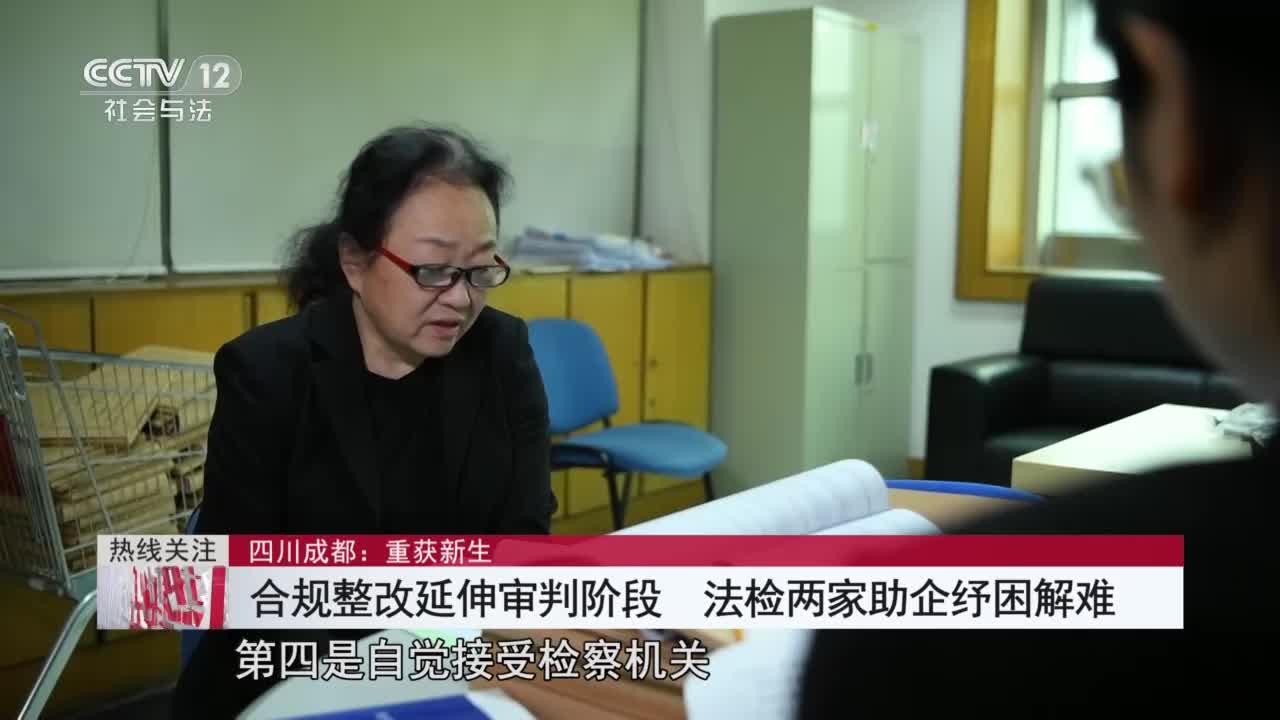 CCTV 12
社会与法
热线关注
四川成都：重获新生
合规整改延伸审判阶段 法检两家助企纾困解难
第四是自觉接受检察机关